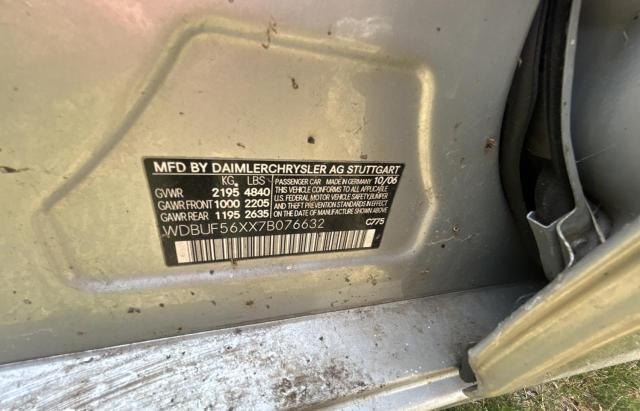 MFD BY DAIMLERCHRYSLER AG STUTTGART
KG LBS PASSENGER CAR MADE IN GERMANY 10/06
GVWR 2195 4840 THIS VEHICLE CONFORMS TO ALL APPLICABLE
GAWR FRONT 1000 2205 U.S. FEDERAL MOTOR VEHICLE SAFETY, BUMPER
GAWR REAR 1195 2635 AND THEFT PREVENTION STANDARDS IN EFFECT
ON THE DATE OF MANUFACTURE SHOWN ABOVE.
WDBUF56XX7B076632 C775